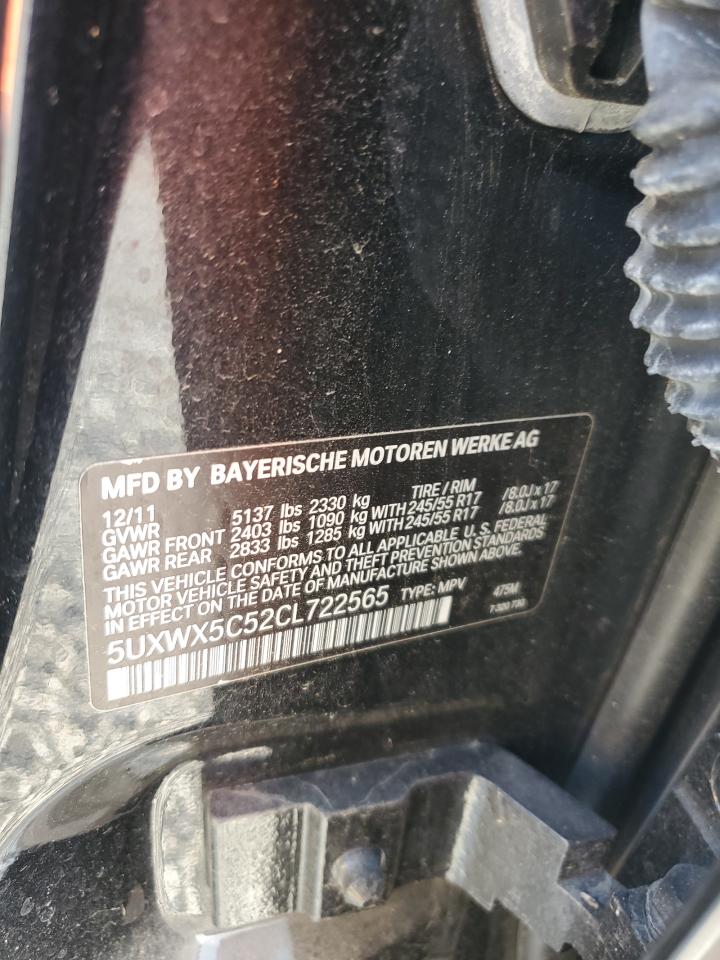 MFD BY BAYERISCHE MOTOREN WERKE AG
12/11 TIRE / RIM
GVWR 5137 lbs 2330 kg
GAWR FRONT 2403 lbs 1090 kg WITH 245/55 R17 /8.0J x 17
GAWR REAR 2833 lbs 1285 kg WITH 245/55 R17 /8.0J x 17
THIS VEHICLE CONFORMS TO ALL APPLICABLE U. S. FEDERAL
MOTOR VEHICLE SAFETY AND THEFT PREVENTION STANDARDS
IN EFFECT ON THE DATE OF MANUFACTURE SHOWN ABOVE.
5UXWX5C52CL722565 TYPE: MPV 475M
7 320 730